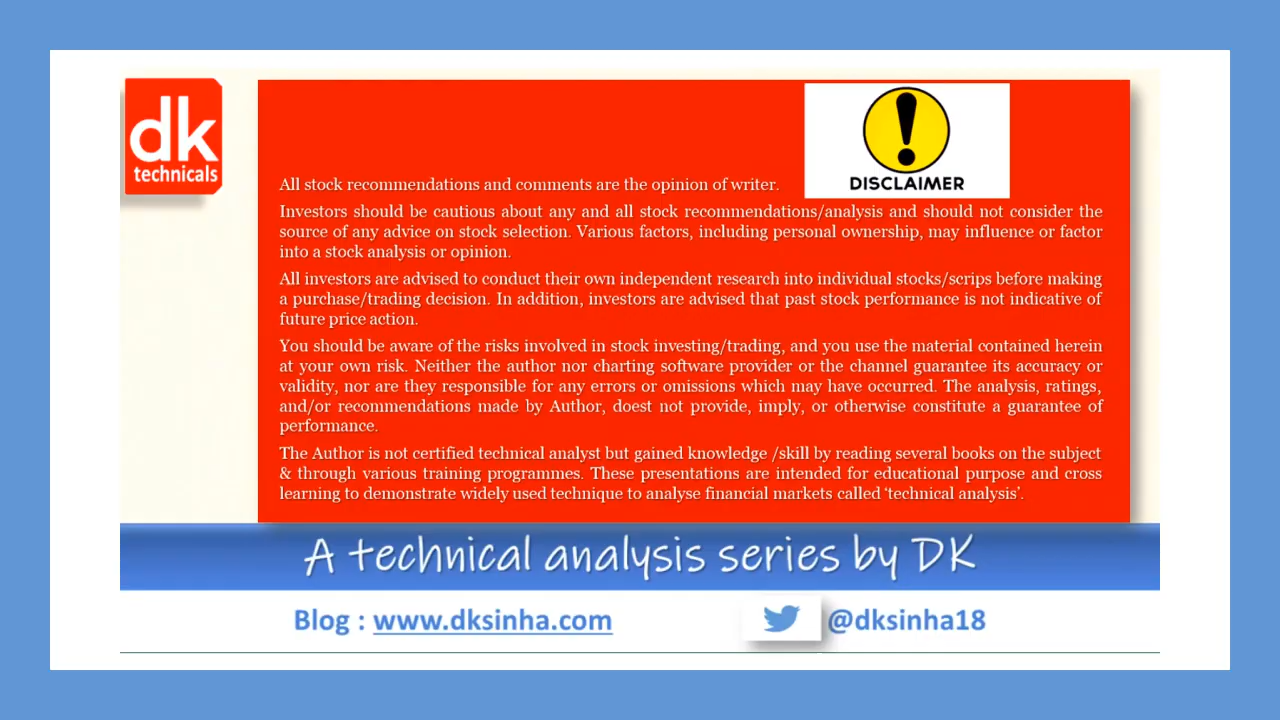 dk
technicals
DISCLAIMER
All stock recommendations and comments are the opinion of writer.
Investors should be cautious about any and all stock recommendations/analysis and should not consider the
source of any advice on stock selection. Various factors, including personal ownership, may influence or factor
into a stock analysis or opinion.
All investors are advised to conduct their own independent research into individual stocks/scrips before making
a purchase/trading decision. In addition, investors are advised that past stock performance is not indicative of
future price action.
You should be aware of the risks involved in stock investing/trading, and you use the material contained herein
at your own risk. Neither the author nor charting software provider or the channel guarantee its accuracy or
validity, nor are they responsible for any errors or omissions which may have occurred. The analysis, ratings,
and/or recommendations made by Author, doest not provide, imply, or otherwise constitute a guarantee of
performance.
The Author is not certified technical analyst but gained knowledge /skill by reading several books on the subject
& through various training programmes. These presentations are intended for educational purpose and cross
learning to demonstrate widely used technique to analyse financial markets called ‘technical analysis’.
A technical analysis series by DK
Blog : www.dksinha.com
@dksinha18